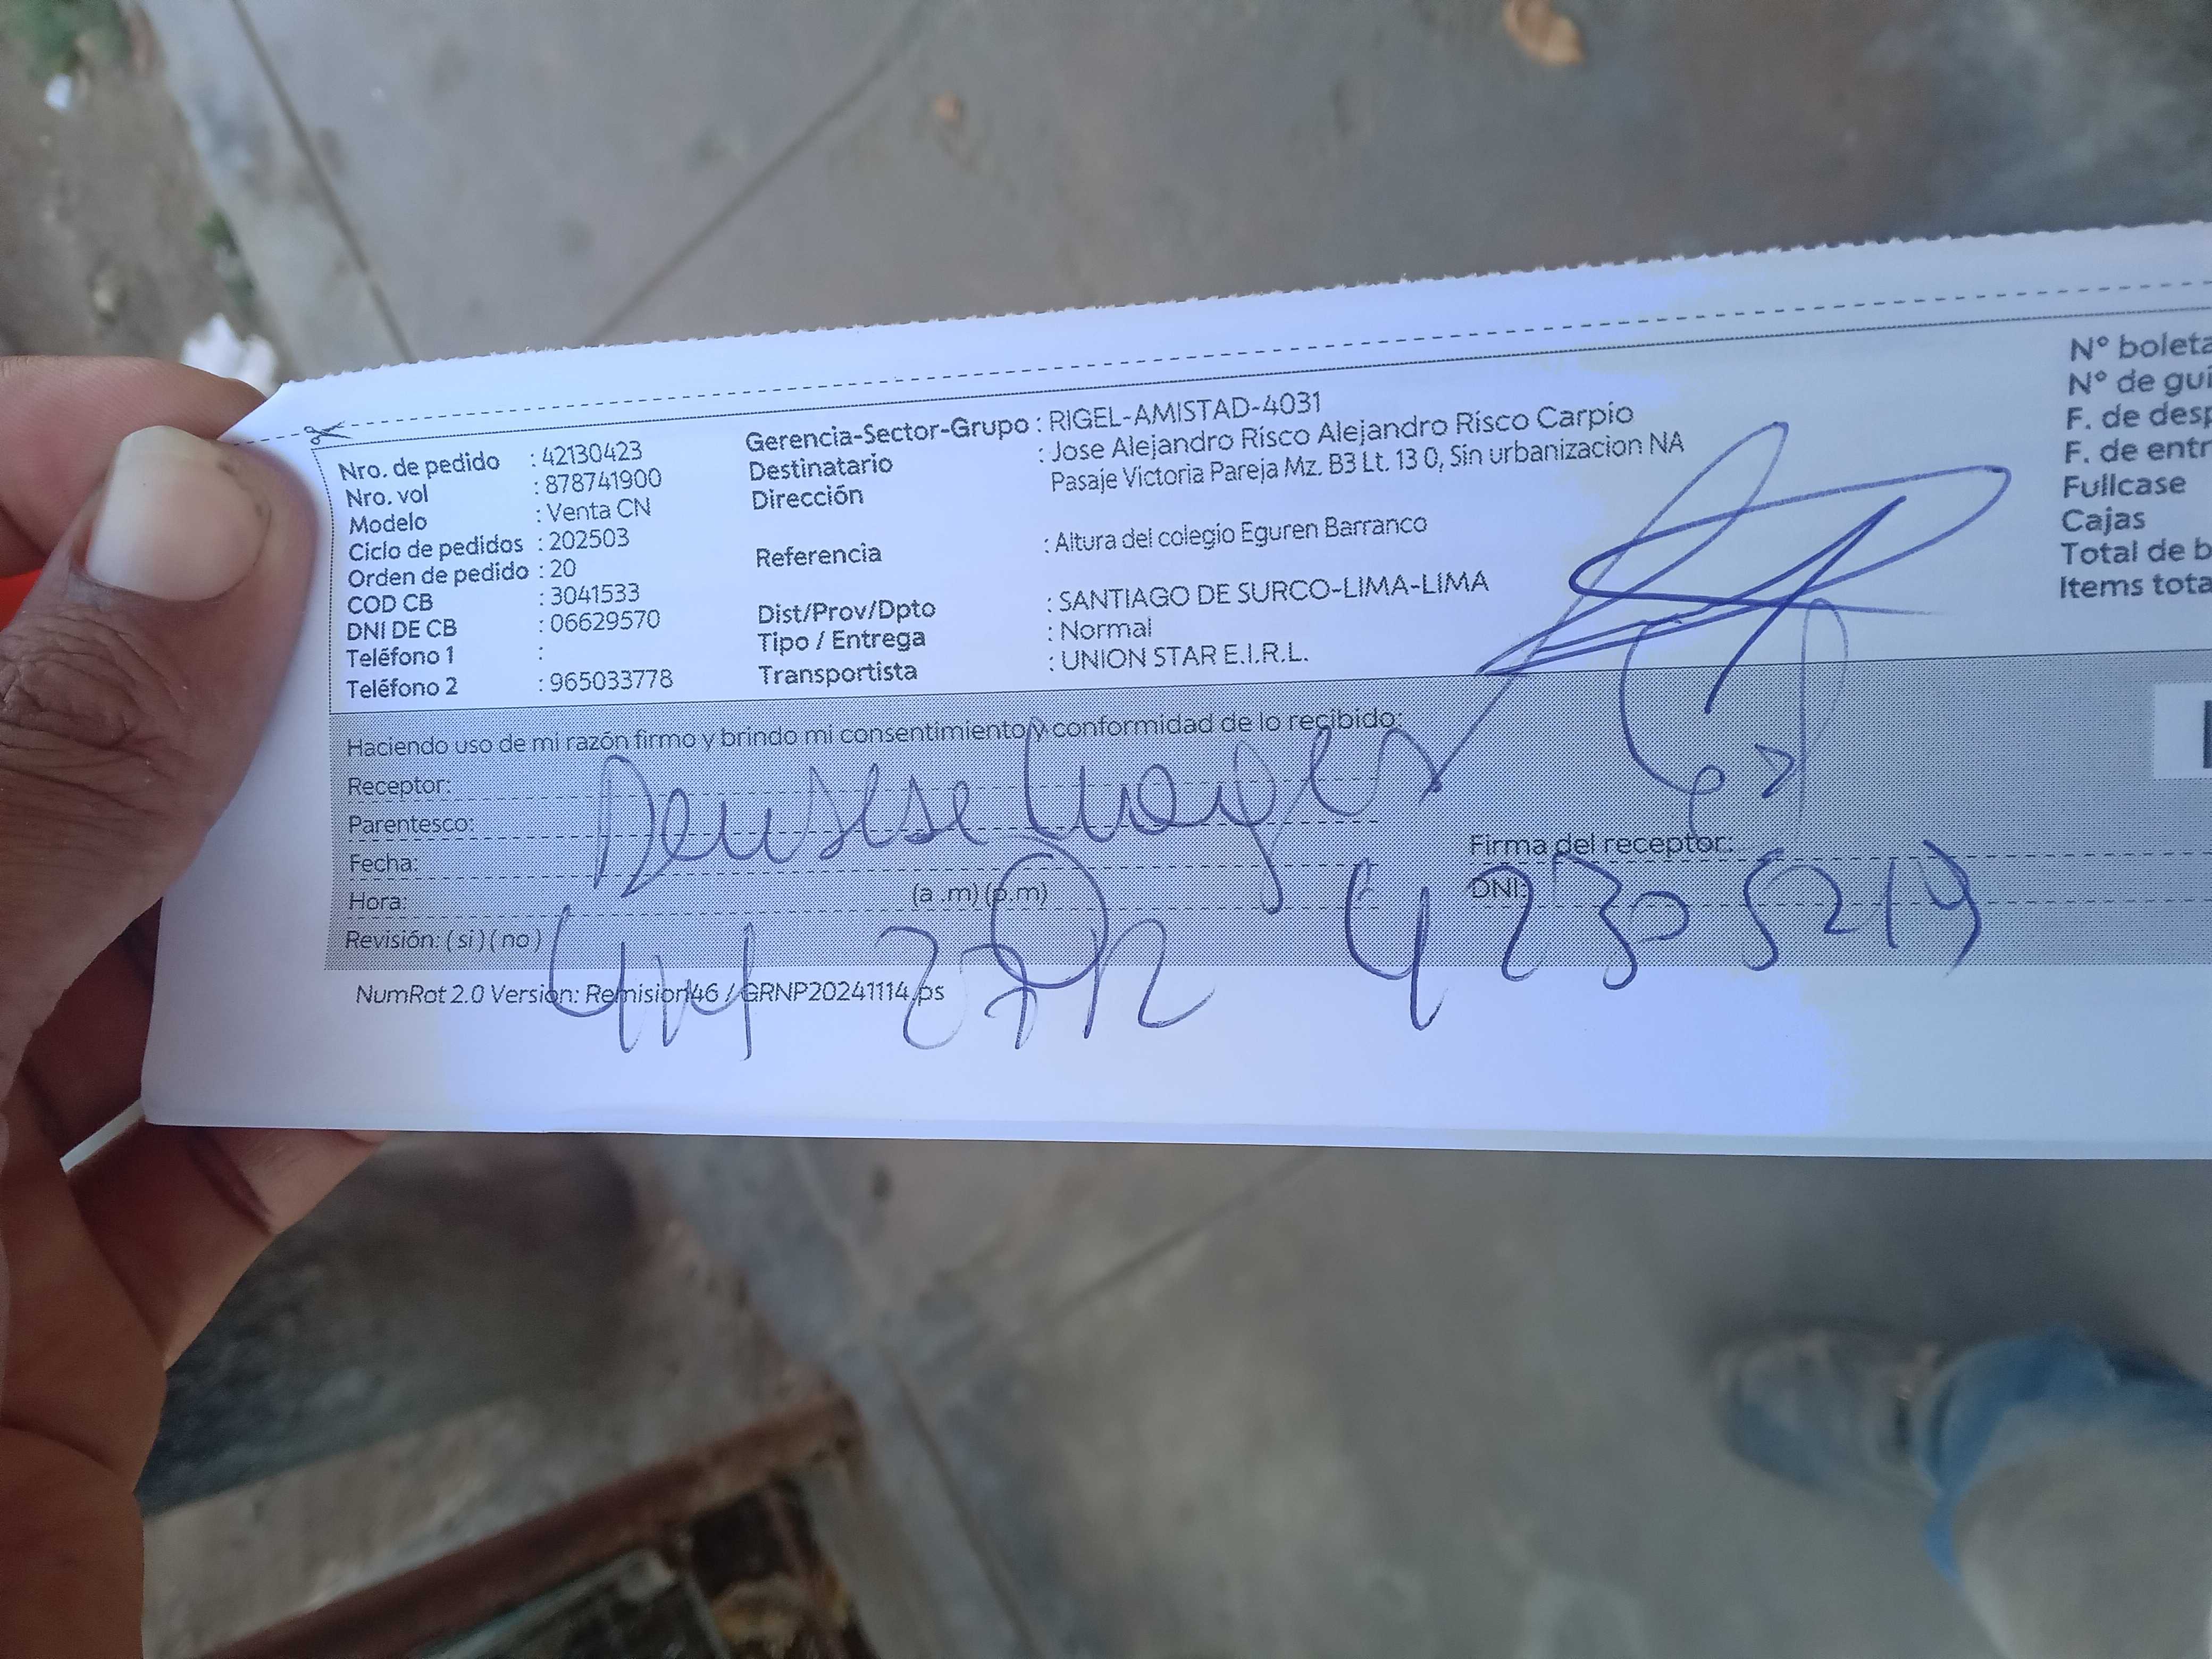 Nro. de pedido : 42130423
Nro. vol : 878741900
Modelo : Venta CN
Ciclo de pedidos : 202503
Orden de pedido : 20
COD CB : 3041533
DNI DE CB : 06629570
Teléfono 1 :
Teléfono 2 : 965033778
Gerencia-Sector-Grupo : RIGEL-AMISTAD-4031
Destinatario : Jose Alejandro Risco Alejandro Risco Carpio
Dirección Pasaje Victoria Pareja Mz. B3 Lt. 13 0, Sin urbanizacion NA
Referencia : Altura del colegio Eguren Barranco
Dist/Prov/Dpto : SANTIAGO DE SURCO-LIMA-LIMA
Tipo / Entrega : Normal
Transportista : UNION STAR E.I.R.L.
N° boleta
N° de gui
F. de desp
F. de entr
Fullcase
Cajas
Total de b
Items tota
Haciendo uso de mi razón firmo y brindo mi consentimiento y conformidad de lo recibido:
Receptor:
Parentesco:
Fecha:
Hora: (a .m) (p.m)
Revisión: ( si ) ( no )
Firma del receptor:
DNI:
NumRot 2.0 Version: Remision46 / GRNP20241114.ps